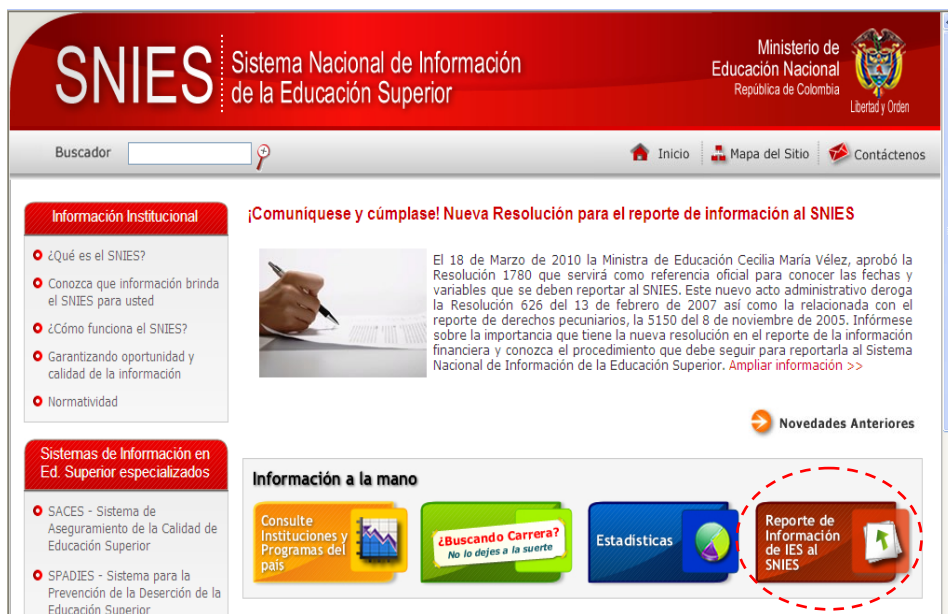 SNIES
Sistema Nacional de Información
de la Educación Superior
Ministerio de
Educación Nacional
República de Colombia
Libertad y Orden
Buscador
Inicio
Mapa del Sitio
Contáctenos
Información Institucional
¿Qué es el SNIES?
Conozca que información brinda
el SNIES para usted
¿Cómo funciona el SNIES?
Garantizando oportunidad y
calidad de la información
Normatividad
Sistemas de Información en
Ed. Superior especializados
SACES - Sistema de
Aseguramiento de la Calidad de
Educación Superior
SPADIES - Sistema para la
Prevención de la Deserción de la
Educación Superior
¡Comuníquese y cúmplase! Nueva Resolución para el reporte de información al SNIES
El 18 de Marzo de 2010 la Ministra de Educación Cecilia María Vélez, aprobó la
Resolución 1780 que servirá como referencia oficial para conocer las fechas y
variables que se deben reportar al SNIES. Este nuevo acto administrativo deroga
la Resolución 626 del 13 de febrero de 2007 así como la relacionada con el
reporte de derechos pecuniarios, la 5150 del 8 de noviembre de 2005. Infórmese
sobre la importancia que tiene la nueva resolución en el reporte de la información
financiera y conozca el procedimiento que debe seguir para reportarla al Sistema
Nacional de Información de la Educación Superior. Ampliar información >>
Novedades Anteriores
Información a la mano
Consulte
Instituciones y
Programas del
país
¿Buscando Carrera?
No lo dejes a la suerte
Estadísticas
Reporte de
Información
de IES al
SNIES